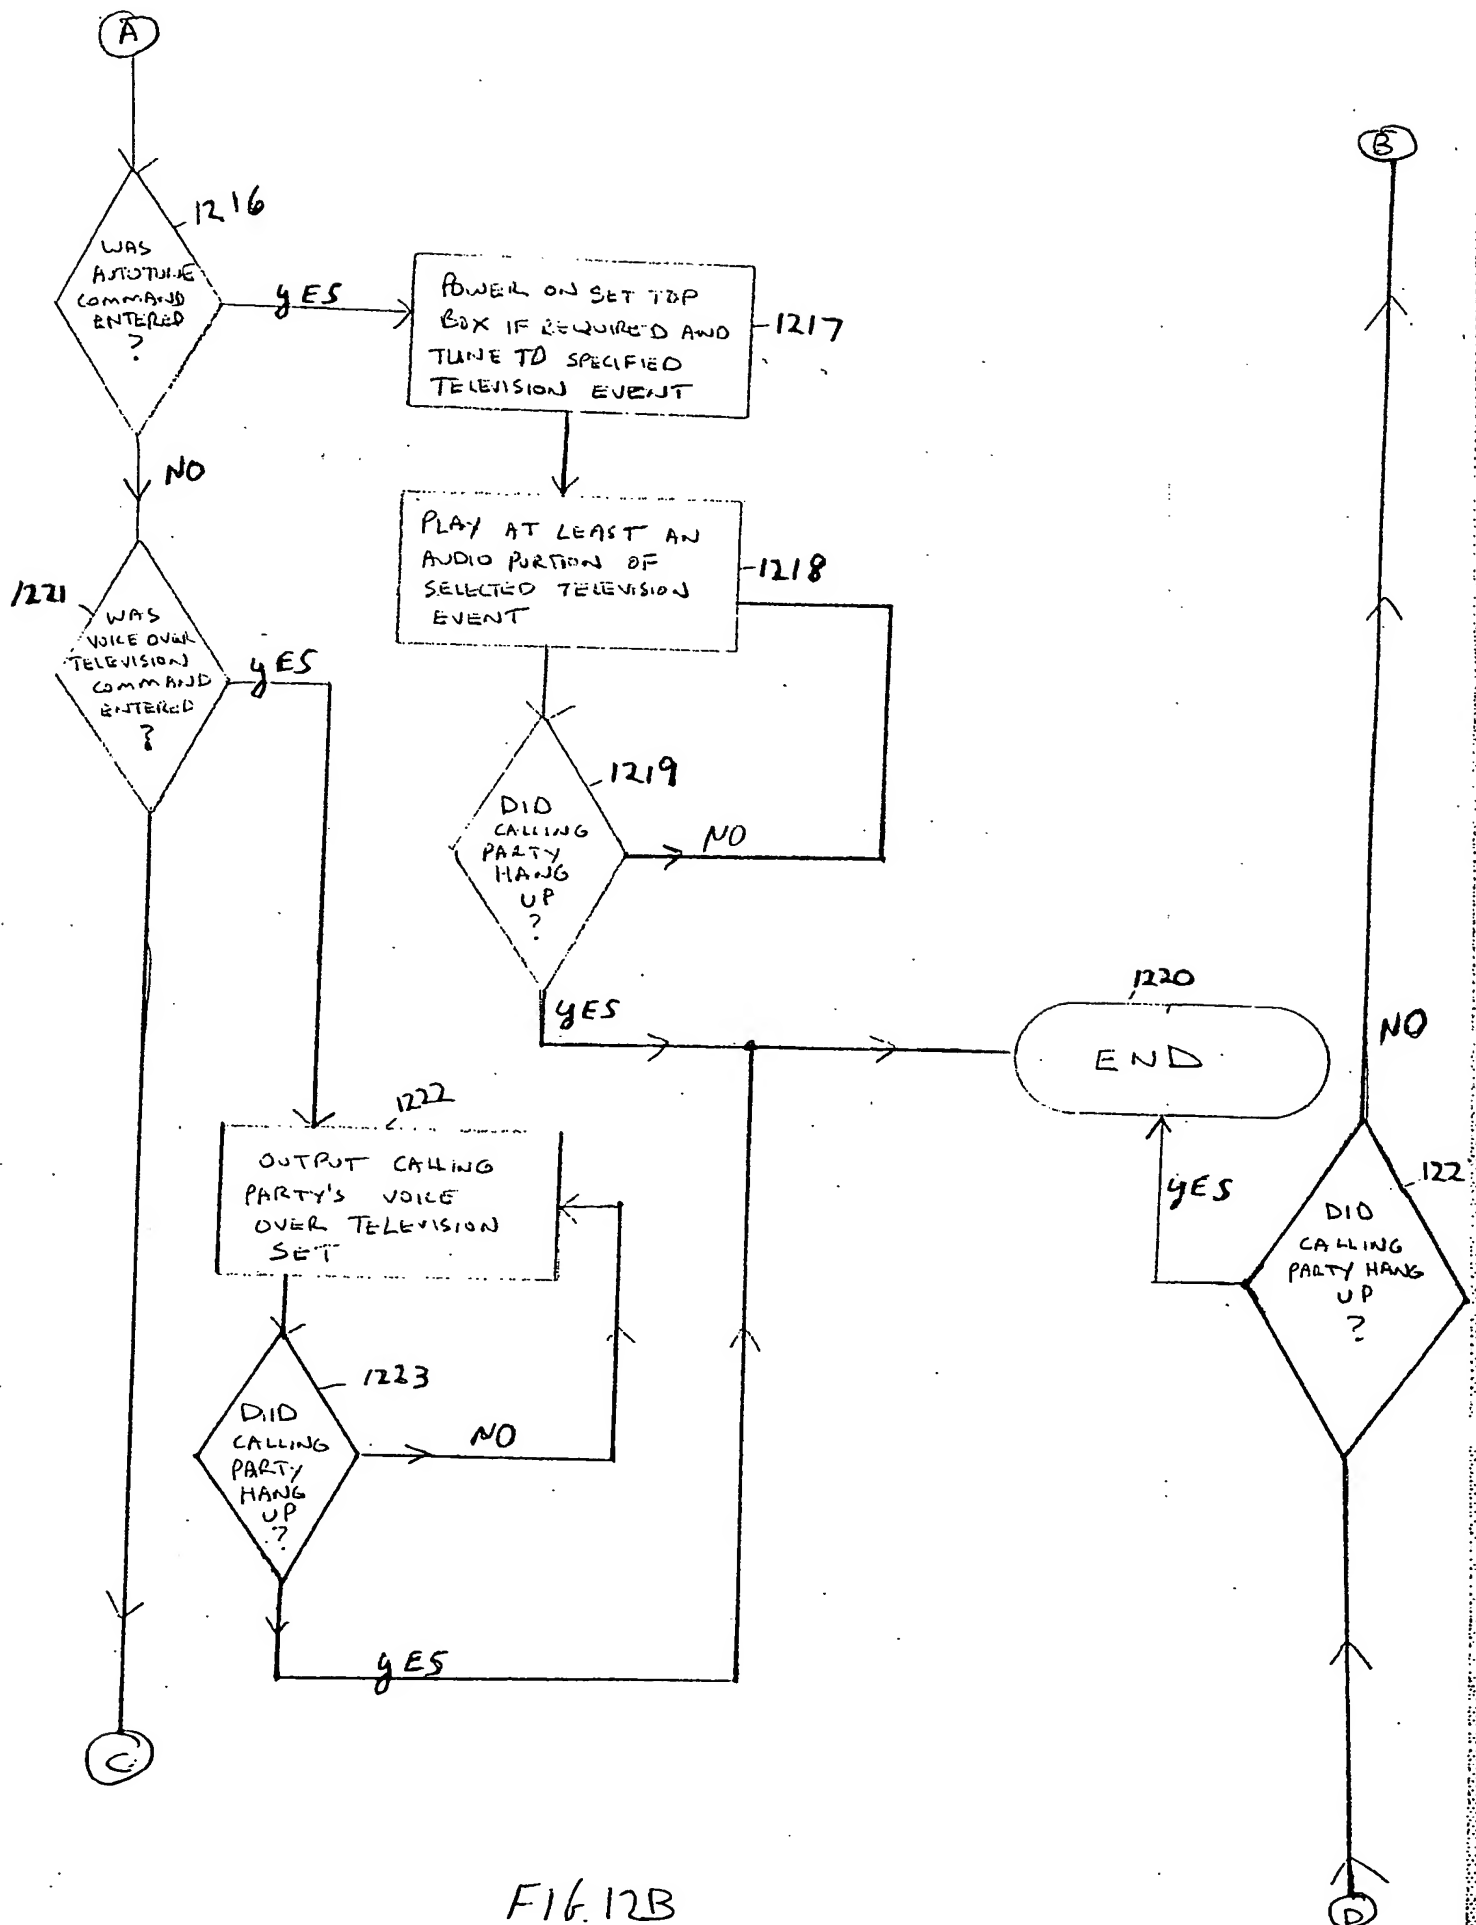 A
B
1216
WAS
AUTOTUNE
COMMAND
ENTERED
?
YES
POWER ON SET TOP
BOX IF REQUIRED AND
TUNE TO SPECIFIED
TELEVISION EVENT
1217
NO
PLAY AT LEAST AN
AUDIO PORTION OF
SELECTED TELEVISION
EVENT
1218
1221
WAS
VOICE OVER
TELEVISION
COMMAND
ENTERED
?
YES
1219
DID
CALLING
PARTY
HANG
UP
?
NO
YES
1220
END
NO
1222
OUTPUT CALLING
PARTY'S VOICE
OVER TELEVISION
SET
YES
122
DID
CALLING
PARTY HANG
UP
?
1223
DID
CALLING
PARTY
HANG
UP
?
NO
YES
C
D
FIG. 12B